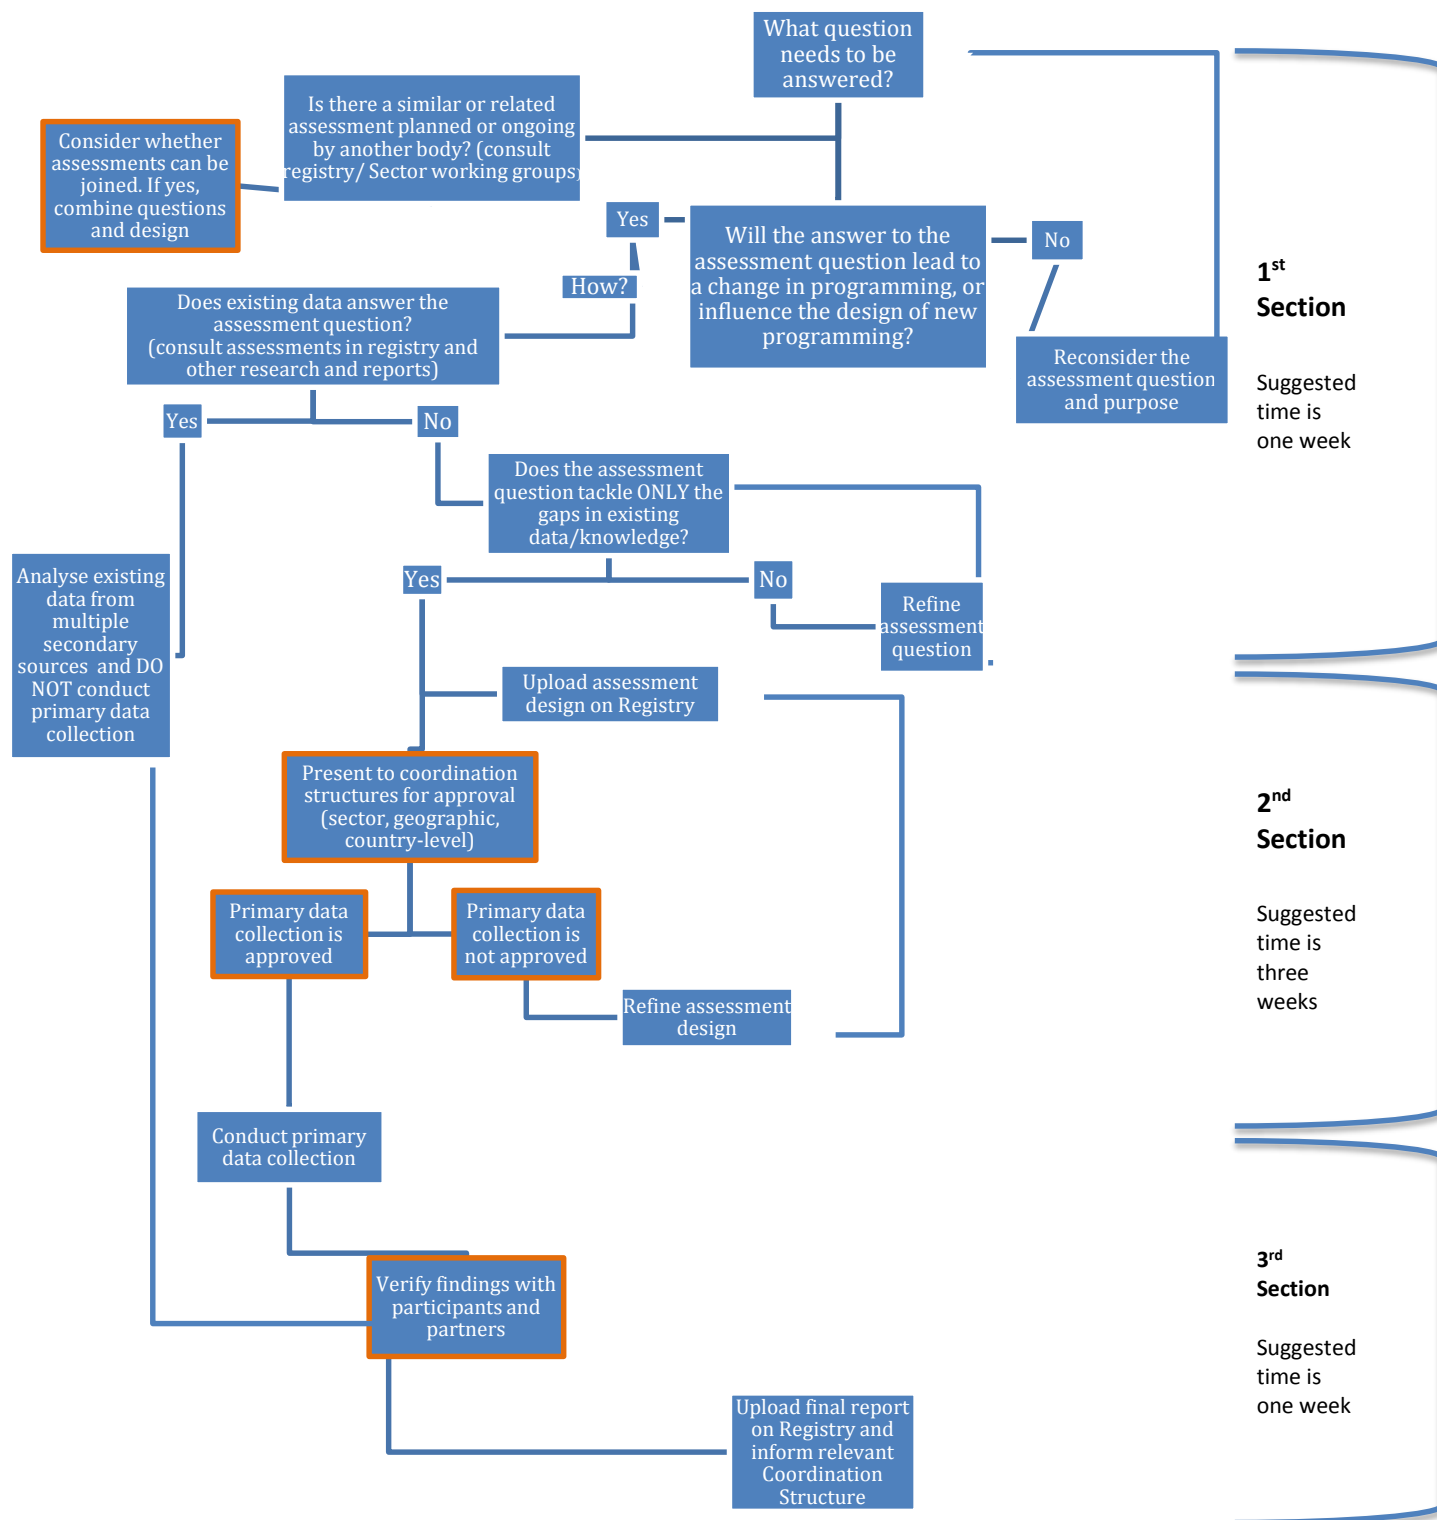 What question
needs to be
answered?
Is there a similar or related
assessment planned or ongoing
by another body? (consult
registry/ Sector working groups)
Consider whether
assessments can be
joined. If yes,
combine questions
and design
Yes
Will the answer to the
assessment question lead to
a change in programming, or
influence the design of new
programming?
No
How?
Reconsider the
assessment question
and purpose
Does existing data answer the
assessment question?
(consult assessments in registry and
other research and reports)
Yes
No
Does the assessment
question tackle ONLY the
gaps in existing
data/knowledge?
Yes
No
Refine
assessment
question
Analyse existing
data from
multiple
secondary
sources and DO
NOT conduct
primary data
collection
1st
Section
Suggested
time is
one week
Upload assessment
design on Registry
Present to coordination
structures for approval
(sector, geographic,
country-level)
Primary data
collection is
approved
Primary data
collection is
not approved
Refine assessment
design
2nd
Section
Suggested
time is
three
weeks
Conduct primary
data collection
Verify findings with
participants and
partners
Upload final report
on Registry and
inform relevant
Coordination
Structure
3rd
Section
Suggested
time is
one week